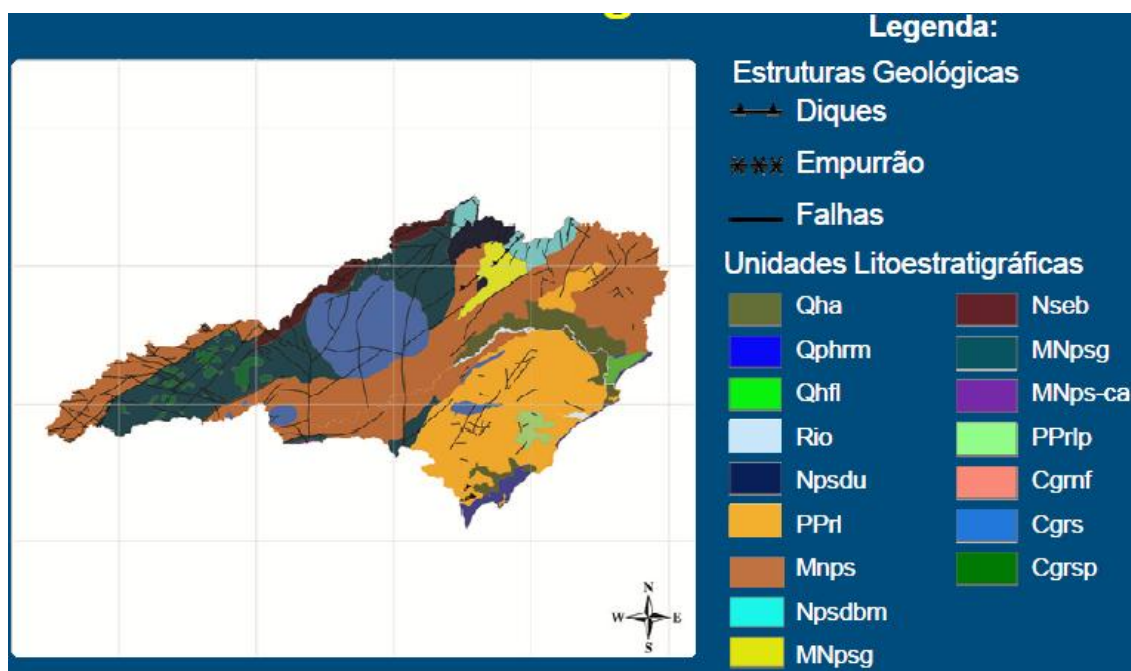 Legenda:
Estruturas Geológicas
Diques
Empurrão
Falhas
Unidades Litoestratigráficas
Qha
Qphrm
Qhfl
Rio
Npsdu
PPrl
Mnps
Npsdbm
MNpsg
Nseb
MNpsg
MNps-ca
PPrlp
Cgrnf
Cgrs
Cgrsp
N
W E
S